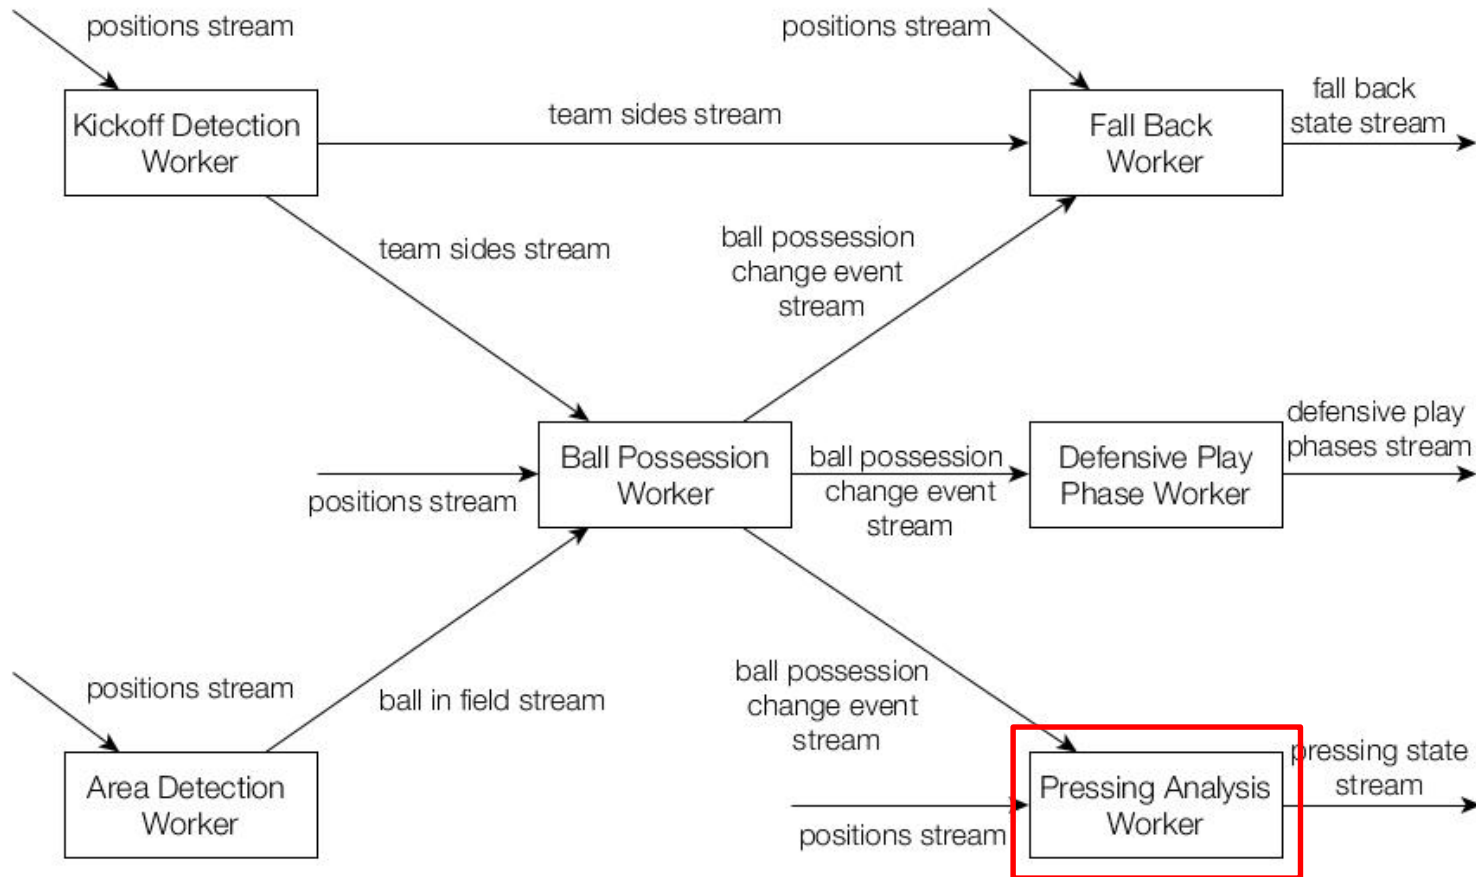 positions stream
positions stream
Kickoff Detection
Worker
team sides stream
Fall Back
Worker
fall back
state stream
team sides stream
ball possession
change event
stream
positions stream
Ball Possession
Worker
ball possession
change event
stream
Defensive Play
Phase Worker
defensive play
phases stream
positions stream
Area Detection
Worker
ball in field stream
ball possession
change event
stream
positions stream
Pressing Analysis
Worker
pressing state
stream